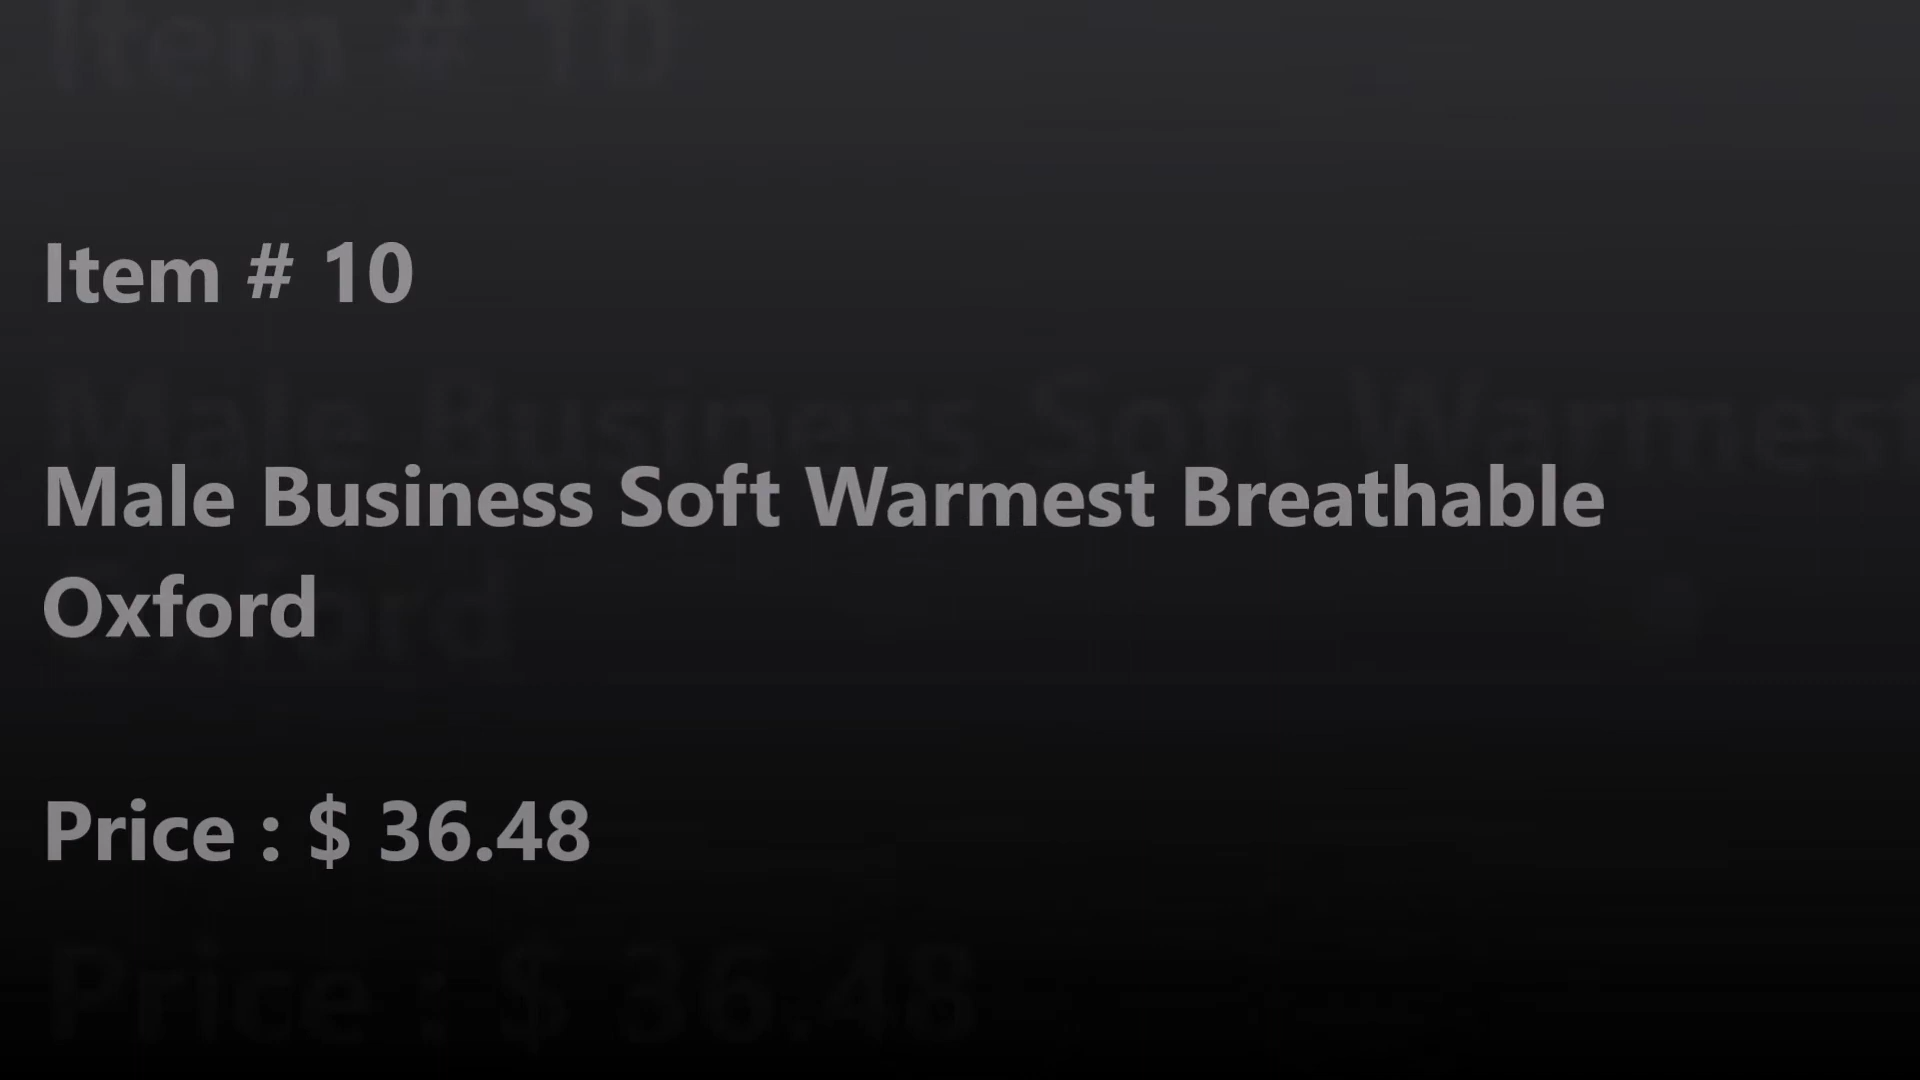 Item # 10
Male Business Soft Warmest Breathable
Oxford
Price : $ 36.48